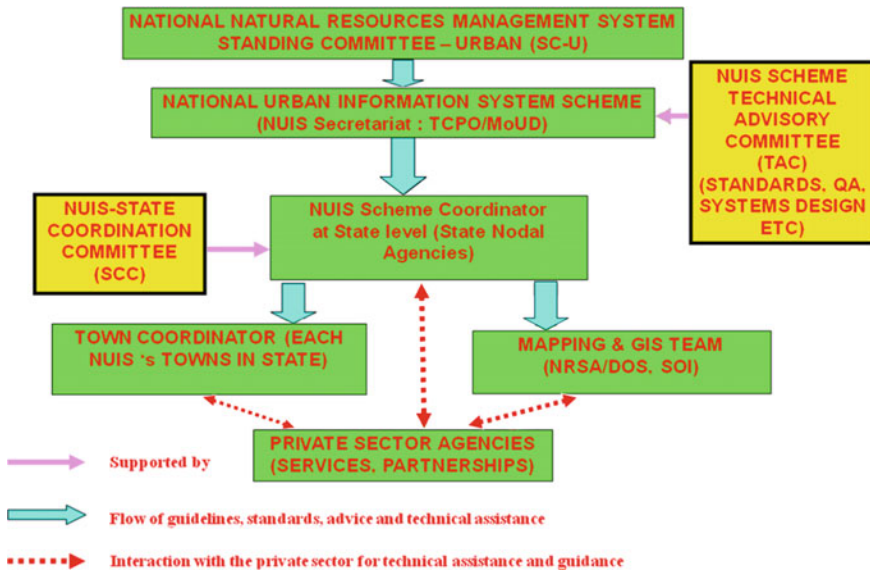 NATIONAL NATURAL RESOURCES MANAGEMENT SYSTEM
STANDING COMMITTEE – URBAN (SC-U)
NATIONAL URBAN INFORMATION SYSTEM SCHEME
(NUIS Secretariat : TCPO/MoUD)
NUIS SCHEME
TECHNICAL
ADVISORY
COMMITTEE
(TAC)
(STANDARDS, QA,
SYSTEMS DESIGN
ETC)
NUIS-STATE
COORDINATION
COMMITTEE
(SCC)
NUIS Scheme Coordinator
at State level (State Nodal
Agencies)
TOWN COORDINATOR (EACH
NUIS 's TOWNS IN STATE)
MAPPING & GIS TEAM
(NRSA/DOS, SOI)
PRIVATE SECTOR AGENCIES
(SERVICES, PARTNERSHIPS)
Supported by
Flow of guidelines, standards, advice and technical assistance
Interaction with the private sector for technical assistance and guidance